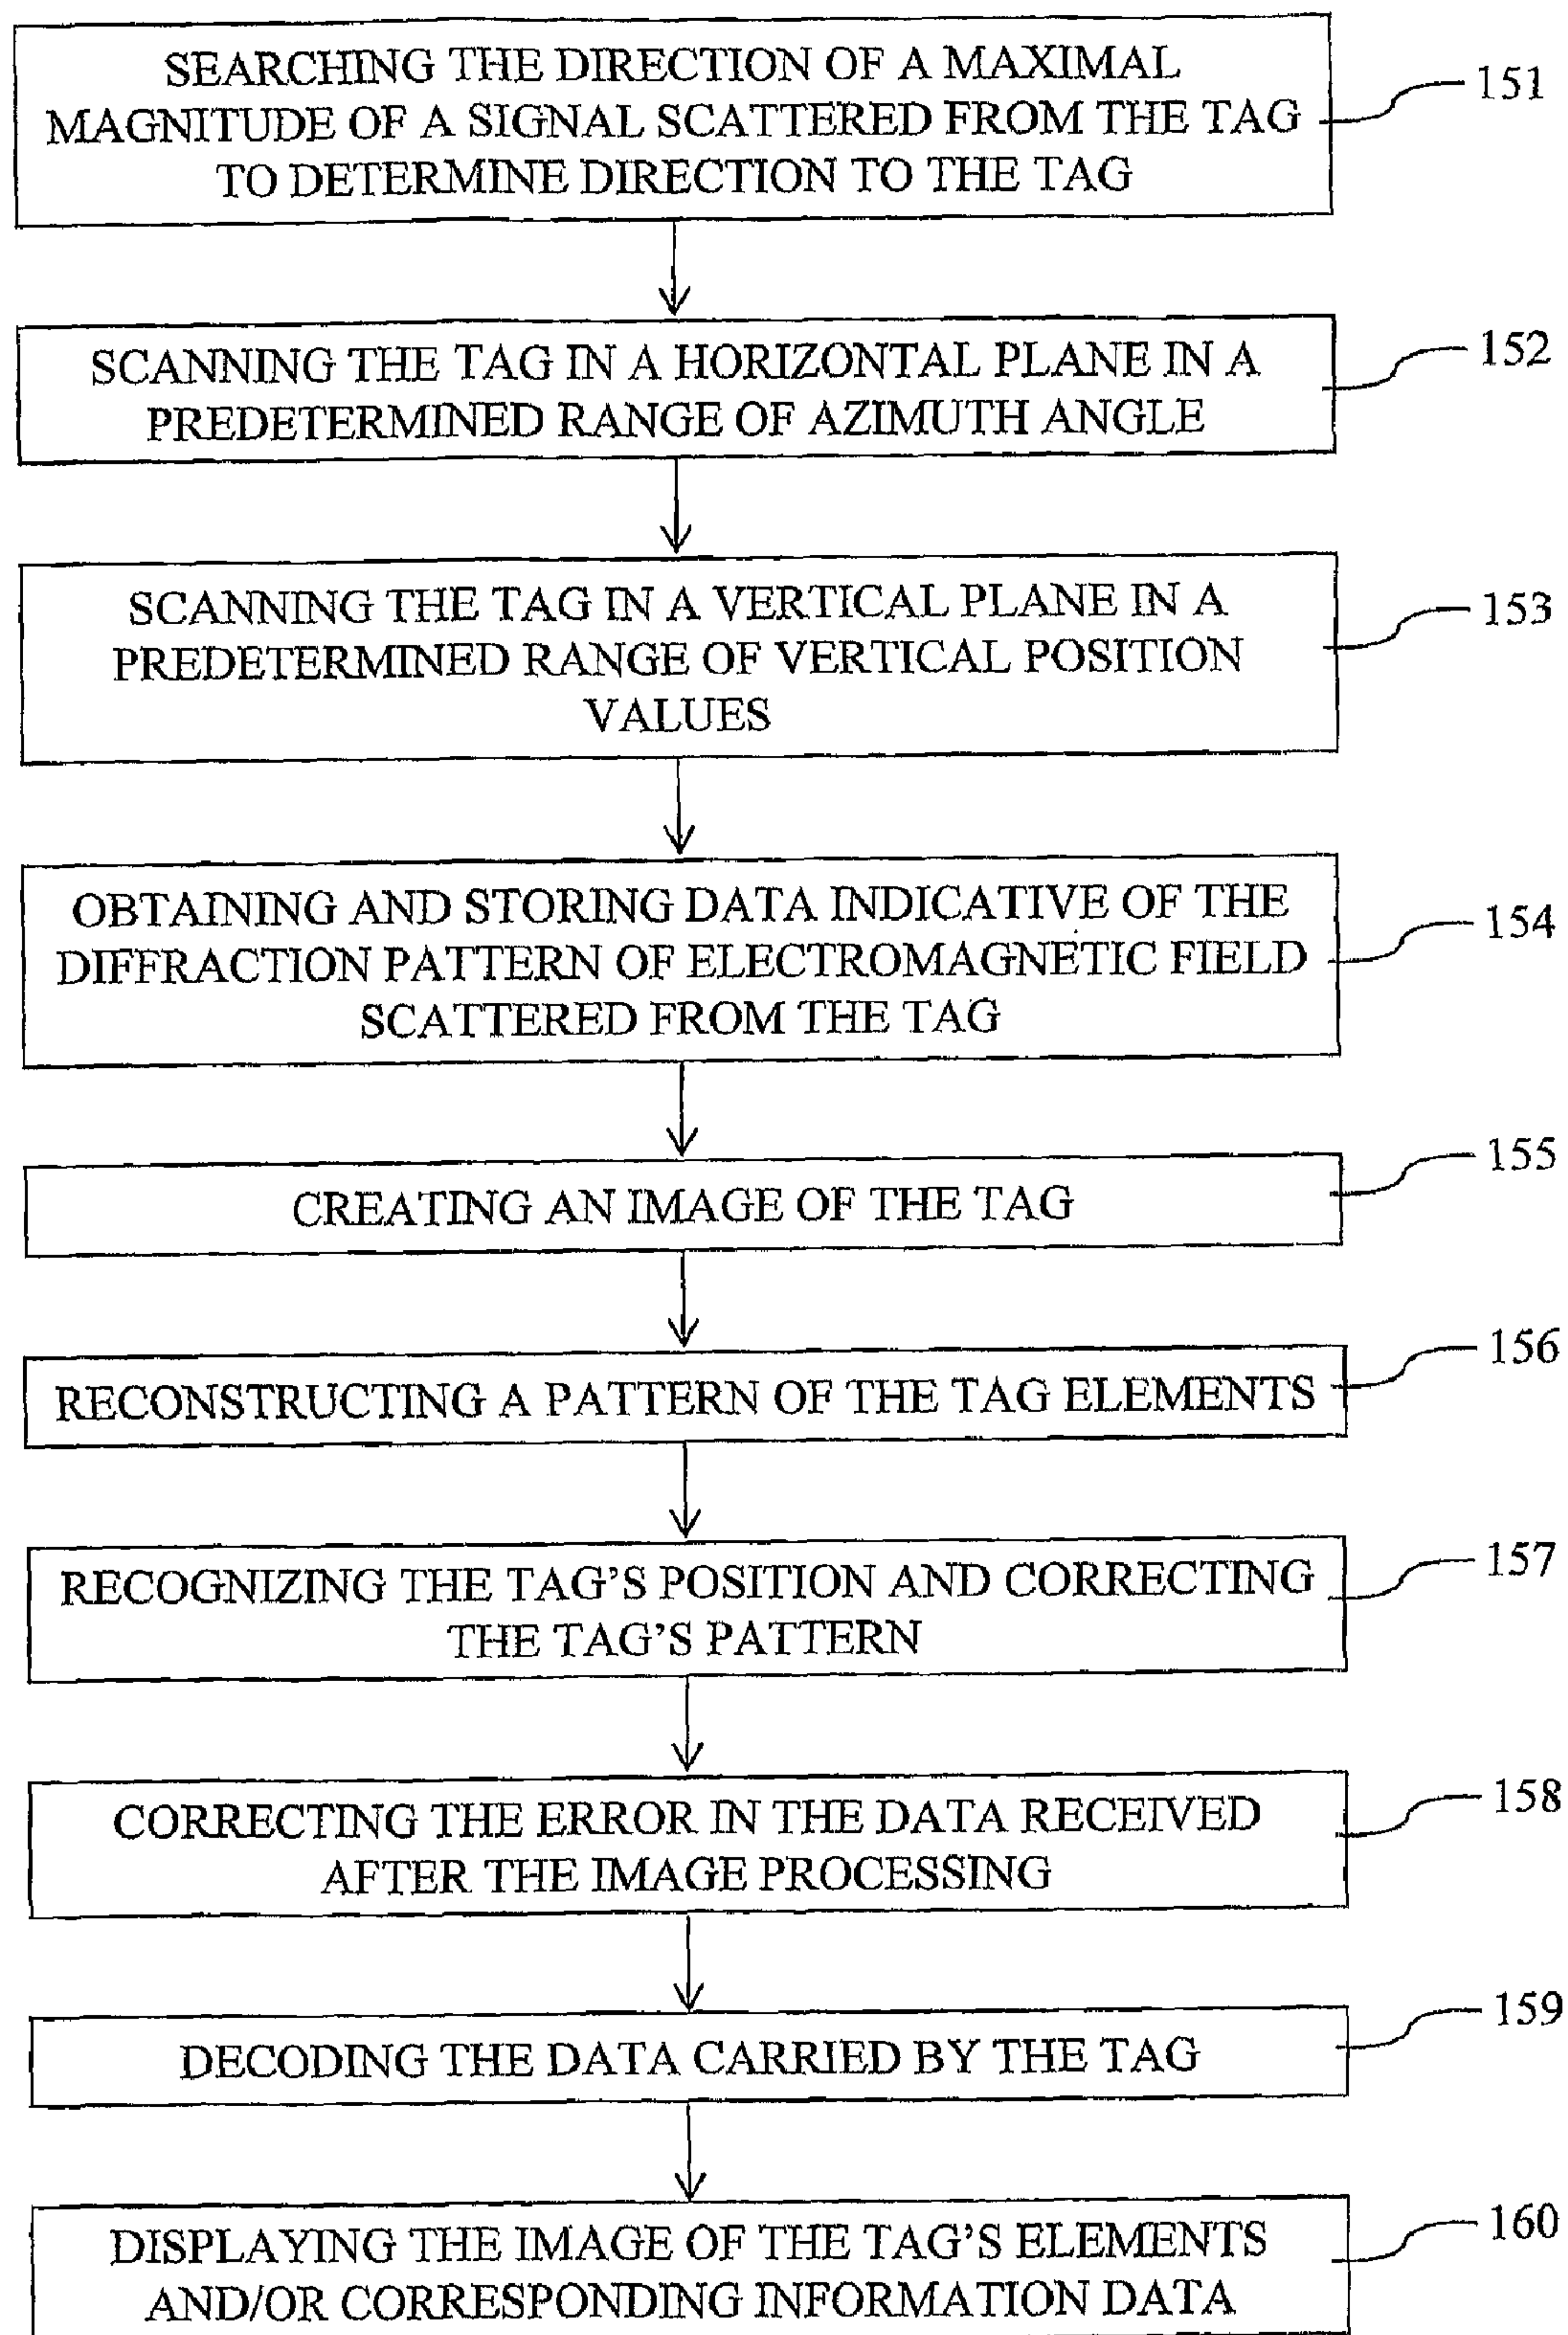 SEARCHING THE DIRECTION OF A MAXIMAL
MAGNITUDE OF A SIGNAL SCATTERED FROM THE TAG
TO DETERMINE DIRECTION TO THE TAG
151
SCANNING THE TAG IN A HORIZONTAL PLANE IN A
PREDETERMINED RANGE OF AZIMUTH ANGLE
152
SCANNING THE TAG IN A VERTICAL PLANE IN A
PREDETERMINED RANGE OF VERTICAL POSITION
VALUES
153
OBTAINING AND STORING DATA INDICATIVE OF THE
DIFFRACTION PATTERN OF ELECTROMAGNETIC FIELD
SCATTERED FROM THE TAG
154
CREATING AN IMAGE OF THE TAG
155
RECONSTRUCTING A PATTERN OF THE TAG ELEMENTS
156
RECOGNIZING THE TAG'S POSITION AND CORRECTING
THE TAG'S PATTERN
157
CORRECTING THE ERROR IN THE DATA RECEIVED
AFTER THE IMAGE PROCESSING
158
DECODING THE DATA CARRIED BY THE TAG
159
DISPLAYING THE IMAGE OF THE TAG'S ELEMENTS
AND/OR CORRESPONDING INFORMATION DATA
160